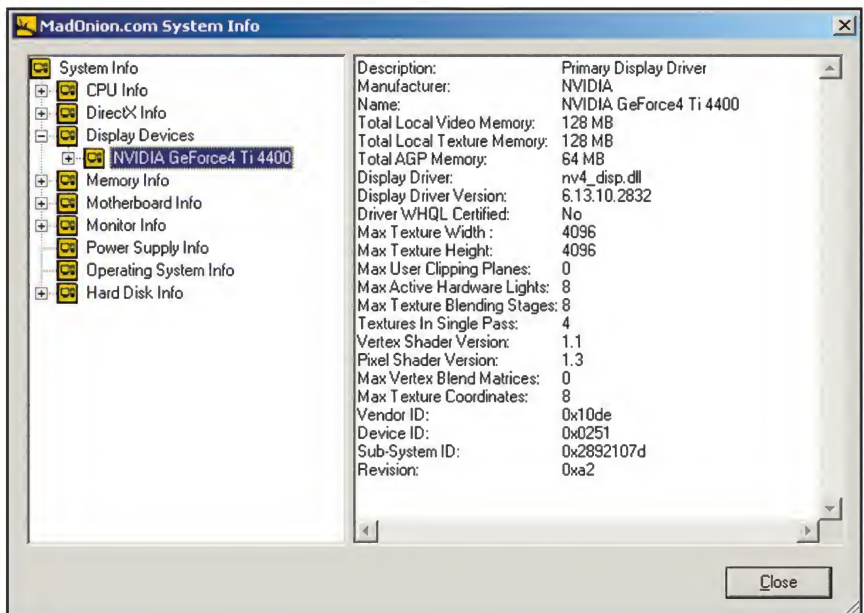 MadOnion.com System Info
System Info
CPU Info
DirectX Info
Display Devices
NVIDIA GeForce4 Ti 4400
Memory Info
Motherboard Info
Monitor Info
Power Supply Info
Operating System Info
Hard Disk Info
Description: Primary Display Driver
Manufacturer: NVIDIA
Name: NVIDIA GeForce4 Ti 4400
Total Local Video Memory: 128 MB
Total Local Texture Memory: 128 MB
Total AGP Memory: 64 MB
Display Driver: nv4_disp.dll
Display Driver Version: 6.13.10.2832
Driver WHQL Certified: No
Max Texture Width : 4096
Max Texture Height: 4096
Max User Clipping Planes: 0
Max Active Hardware Lights: 8
Max Texture Blending Stages: 8
Textures In Single Pass: 4
Vertex Shader Version: 1.1
Pixel Shader Version: 1.3
Max Vertex Blend Matrices: 0
Max Texture Coordinates: 8
Vendor ID: 0x10de
Device ID: 0x0251
Sub-System ID: 0x2892107d
Revision: 0xa2
Close